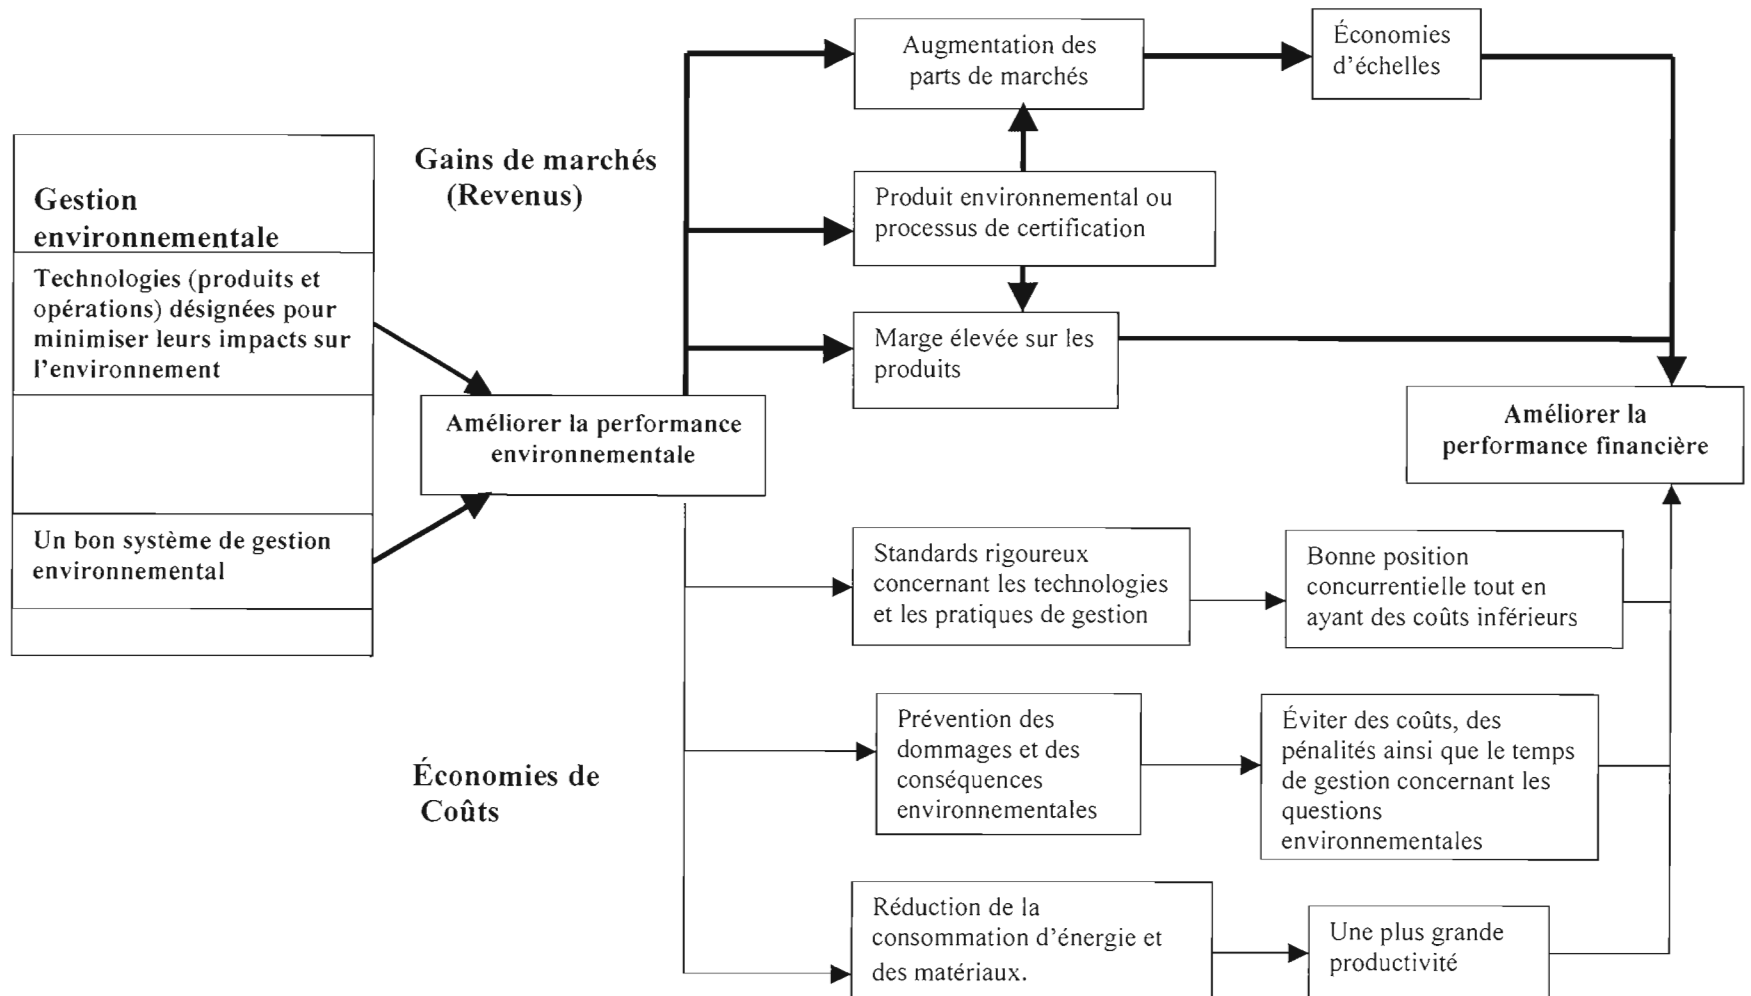 Gestion
environnementale
Technologies (produits et
opérations) désignées pour
minimiser leurs impacts sur
l'environnement
Un bon système de gestion
environnemental
Améliorer la performance
environnementale
Gains de marchés
(Revenus)
Augmentation des
parts de marchés
Économies
d'échelles
Produit environnemental ou
processus de certification
Marge élevée sur les
produits
Améliorer la
performance financière
Économies de
Coûts
Standards rigoureux
concernant les technologies
et les pratiques de gestion
Bonne position
concurrentielle tout en
ayant des coûts inférieurs
Prévention des
dommages et des
conséquences
environnementales
Éviter des coûts, des
pénalités ainsi que le temps
de gestion concernant les
questions
environnementales
Réduction de la
consommation d'énergie et
des matériaux.
Une plus grande
productivité